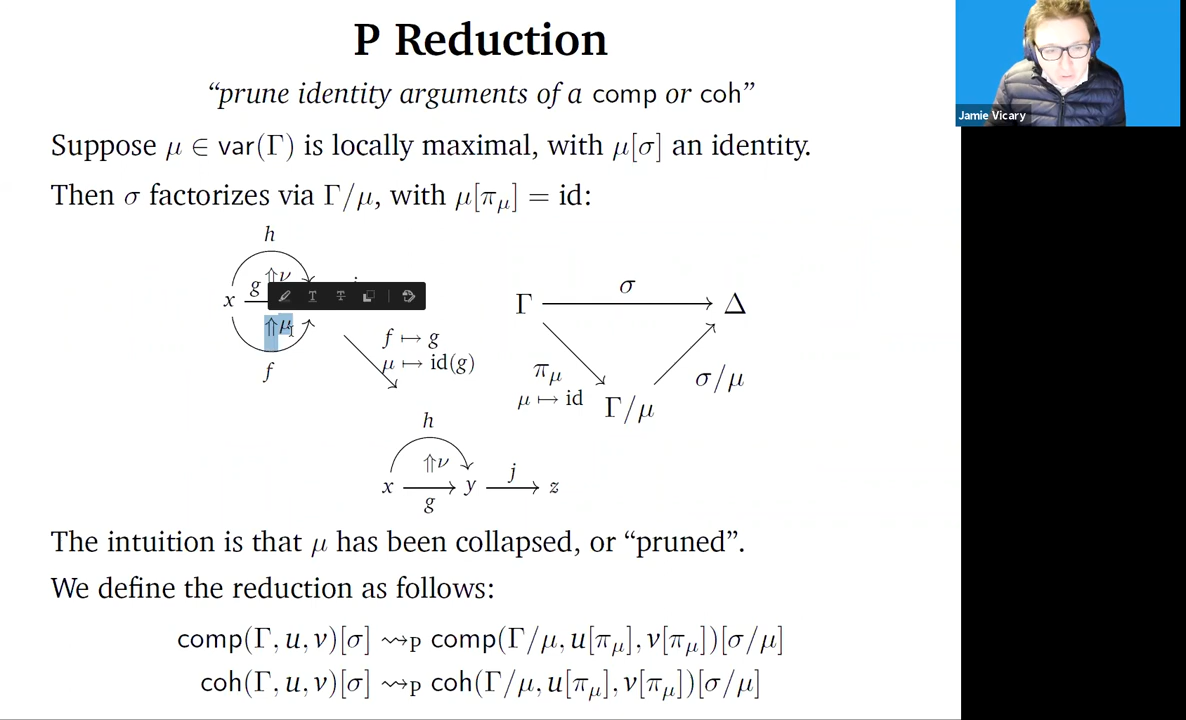 P Reduction
“prune identity arguments of a comp or coh”
Jamie Vicary
Suppose μ ∈ var(Γ) is locally maximal, with μ[σ] an identity.
Then σ factorizes via Γ/μ, with μ[π_μ] = id:
h
⇑ν
g
x
⇑μ
f
f ↦ g
μ ↦ id(g)
h
⇑ν
x
y
j
z
g
σ
Γ
Δ
π_μ
μ ↦ id
σ/μ
Γ/μ
The intuition is that μ has been collapsed, or “pruned”.
We define the reduction as follows:
comp(Γ, u, v)[σ] ⇝P comp(Γ/μ, u[π_μ], v[π_μ])[σ/μ]
coh(Γ, u, v)[σ] ⇝P coh(Γ/μ, u[π_μ], v[π_μ])[σ/μ]